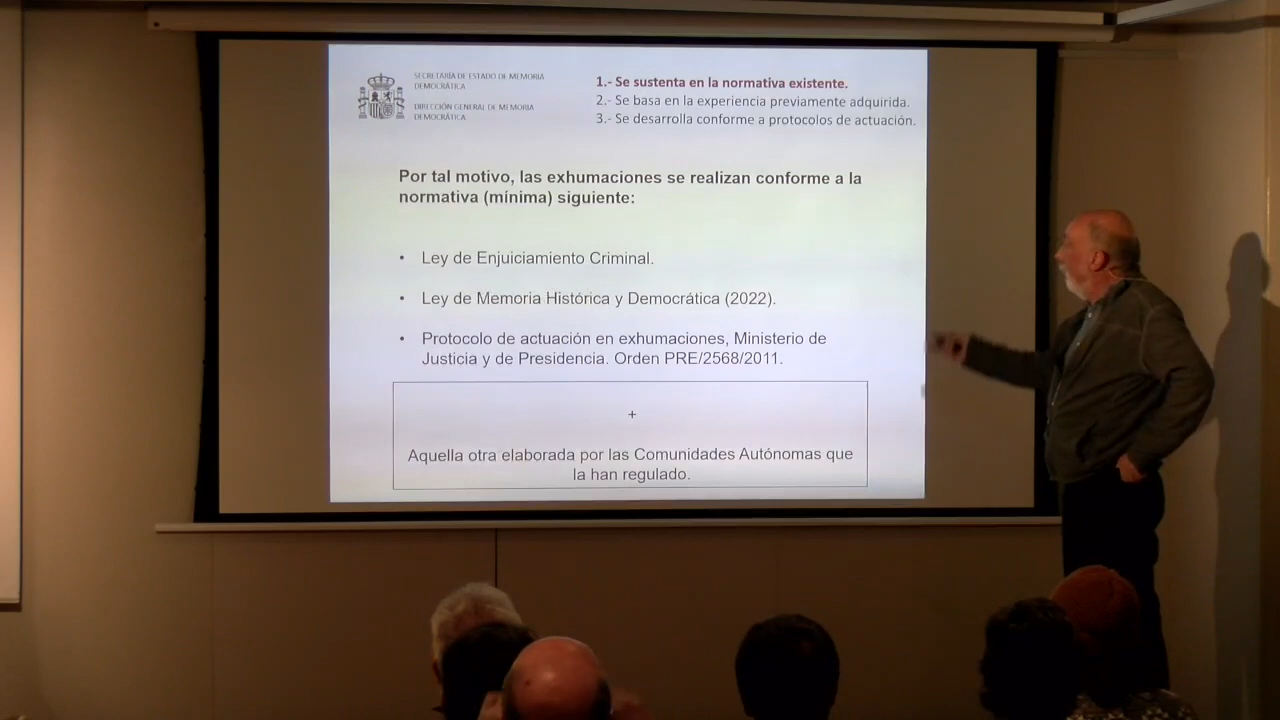 SECRETARÍA DE ESTADO DE MEMORIA
DEMOCRÁTICA
DIRECCIÓN GENERAL DE MEMORIA
DEMOCRÁTICA
1.- Se sustenta en la normativa existente.
2.- Se basa en la experiencia previamente adquirida.
3.- Se desarrolla conforme a protocolos de actuación.
Por tal motivo, las exhumaciones se realizan conforme a la
normativa (mínima) siguiente:
• Ley de Enjuiciamiento Criminal.
• Ley de Memoria Histórica y Democrática (2022).
• Protocolo de actuación en exhumaciones, Ministerio de
Justicia y de Presidencia. Orden PRE/2568/2011.
+
Aquella otra elaborada por las Comunidades Autónomas que
la han regulado.